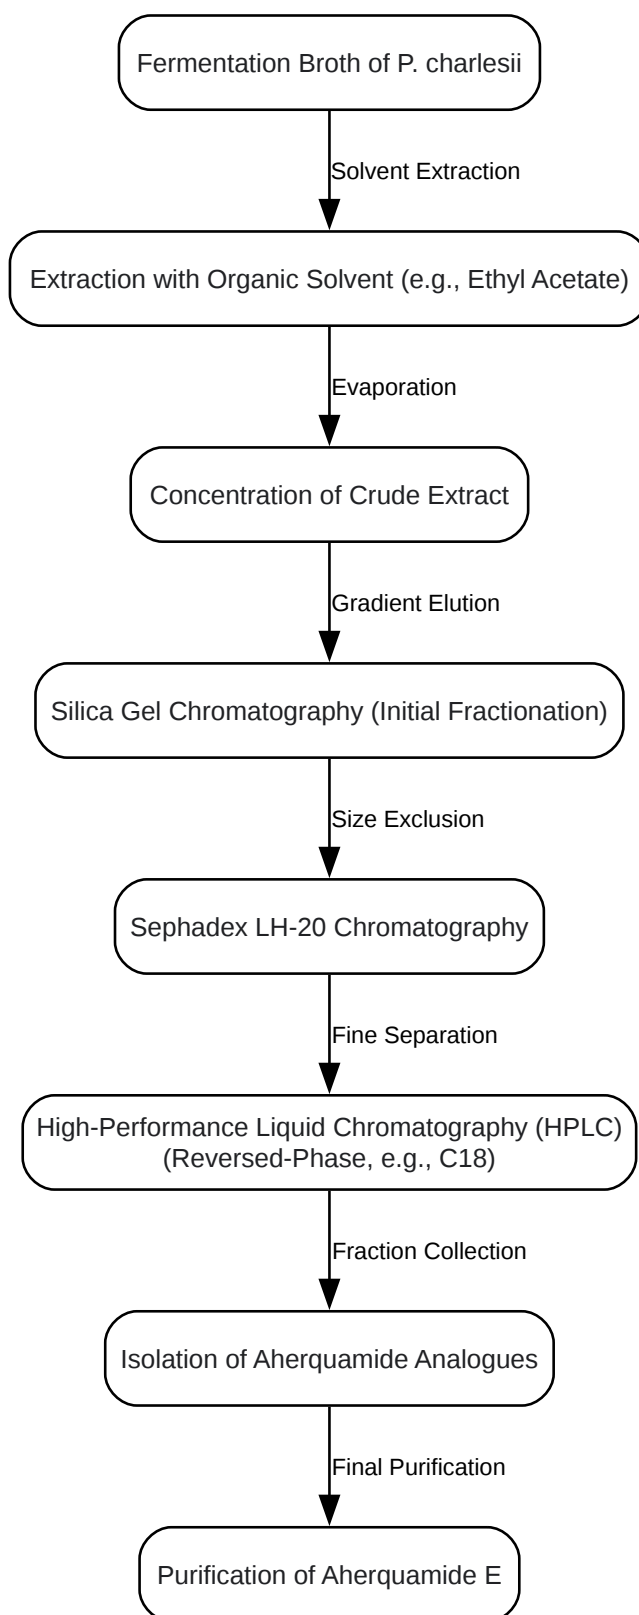 Fermentation Broth of P. charlesii
Solvent Extraction
Extraction with Organic Solvent (e.g., Ethyl Acetate)
Evaporation
Concentration of Crude Extract
Gradient Elution
Silica Gel Chromatography (Initial Fractionation)
Size Exclusion
Sephadex LH-20 Chromatography
Fine Separation
High-Performance Liquid Chromatography (HPLC)
(Reversed-Phase, e.g., C18)
Fraction Collection
Isolation of Aherquamide Analogues
Final Purification
Purification of Aherquamide E